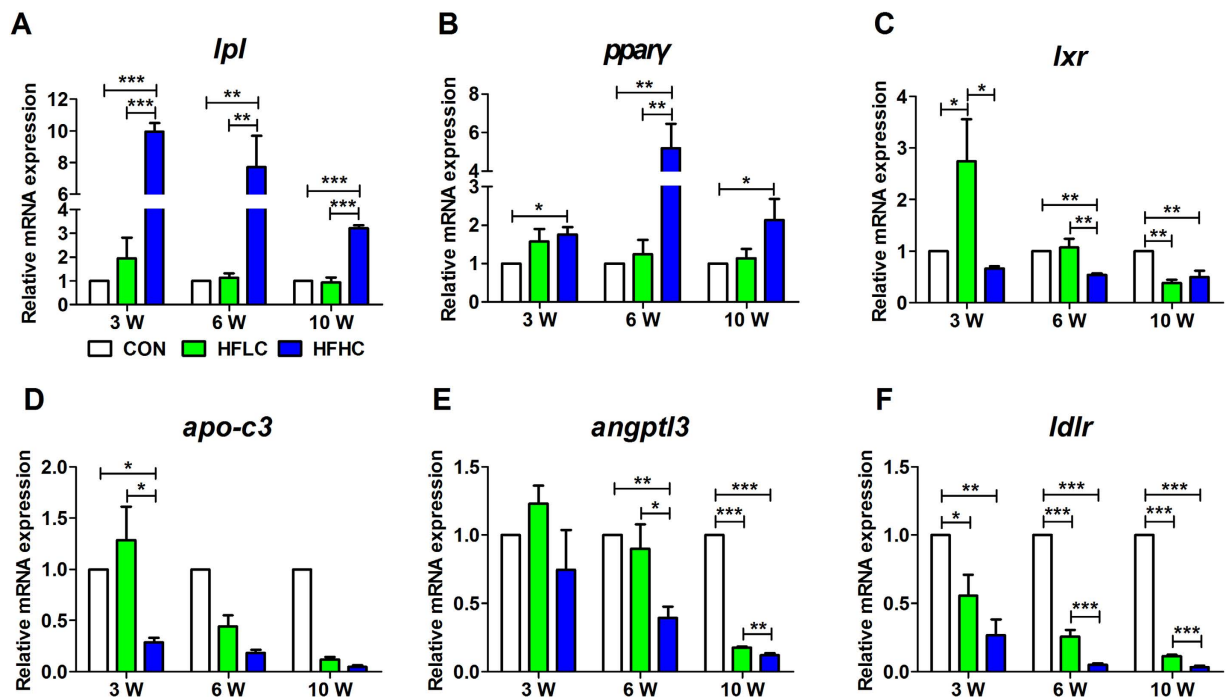 A
lpl
Relative mRNA expression
12
10
8
6
4
4
3
2
1
0
***
***
**
**
***
***
3 W
6 W
10 W
CON
HFLC
HFHC
B
pparγ
Relative mRNA expression
8
6
4
2
3
2
1
0
*
**
**
*
3 W
6 W
10 W
C
lxr
Relative mRNA expression
4
3
2
1
0
*
*
**
**
**
**
3 W
6 W
10 W
D
apo-c3
Relative mRNA expression
2.0
1.5
1.0
0.5
0.0
*
*
3 W
6 W
10 W
E
angptl3
Relative mRNA expression
1.5
1.0
0.5
0.0
**
*
***
***
**
3 W
6 W
10 W
F
ldlr
Relative mRNA expression
1.5
1.0
0.5
0.0
**
*
***
***
***
***
***
***
3 W
6 W
10 W